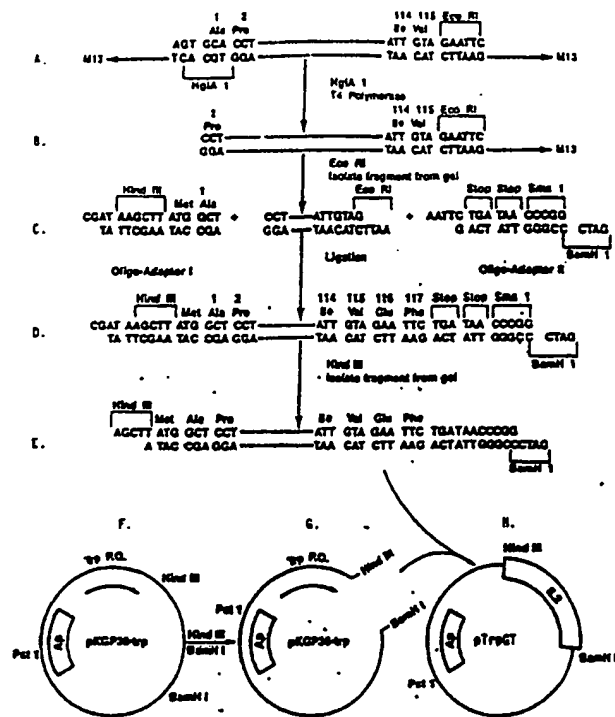 1 2 114 115 Eco RI
Ala Pro Ile Val
AGT GCA CCT ATT GTA GAATTC
A. M13 TCA CGT GGA TAA CAT CTTAAG M13
HgiA 1
HgiA 1
T4 Polymerase
2 114 115 Eco RI
Pro Ile Val
B. CCT ATT GTA GAATTC
GGA TAA CAT CTTAAG M13
Eco RI
Isolate fragment from gel
Hind III 1 Eco RI Stop Stop Sma 1
Met Ala
CGAT AAGCTT ATG GCT + CCT ATTGTAG + AATTC TGA TAA CCCGG
C. TA TTCGAA TAC CGA GGA TAACATCTTAA G ACT ATT GGGCC CTAG
BamH 1
Oligo-Adaptor I Ligation Oligo-Adaptor II
Hind III 1 2 114 115 116 117 Stop Stop Sma 1
Met Ala Pro Ile Val Glu Phe
CGAT AAGCTT ATG GCT CCT ATT GTA GAA TTC TGA TAA CCCGG
D. TA TTCGAA TAC CGA GGA TAA CAT CTT AAG ACT ATT GGGCC CTAG
BamH 1
Hind III
Isolate fragment from gel
Hind III
Met Ala Pro Ile Val Glu Phe
AGCTT ATG GCT CCT ATT GTA GAA TTC TGATAACCCGG
E. A TAC CGA GGA TAA CAT CTT AAG ACTATTGGGCCCTAG
BamH 1
F. G. H.
Trp P.O. Hind III Trp P.O. Hind III Hind III
Pst 1 Ap pKGP36-trp BamH I
Hind III
BamH I
Pst 1 Ap pKGP36-trp BamH I
Pst 1 Ap pTrpGT BamH I